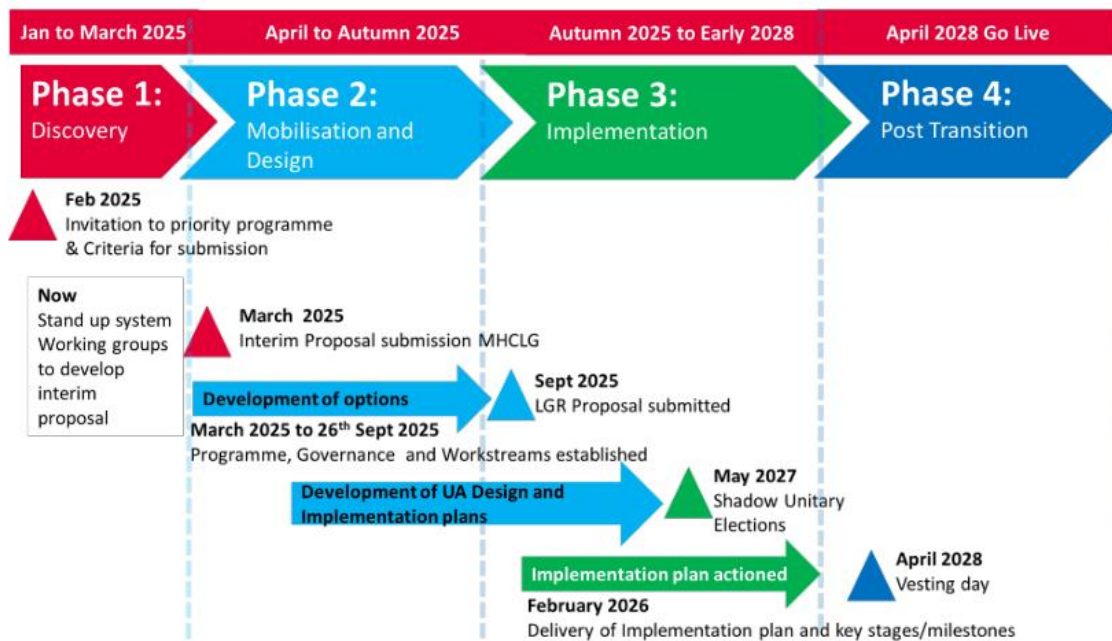 Jan to March 2025
April to Autumn 2025
Autumn 2025 to Early 2028
April 2028 Go Live
Phase 1:
Discovery
Phase 2:
Mobilisation and
Design
Phase 3:
Implementation
Phase 4:
Post Transition
Feb 2025
Invitation to priority programme
& Criteria for submission
Now
Stand up system
Working groups
to develop
interim
proposal
March 2025
Interim Proposal submission MHCLG
Development of options
Sept 2025
LGR Proposal submitted
March 2025 to 26th Sept 2025
Programme, Governance and Workstreams established
Development of UA Design and
Implementation plans
May 2027
Shadow Unitary
Elections
Implementation plan actioned
April 2028
Vesting day
February 2026
Delivery of Implementation plan and key stages/milestones